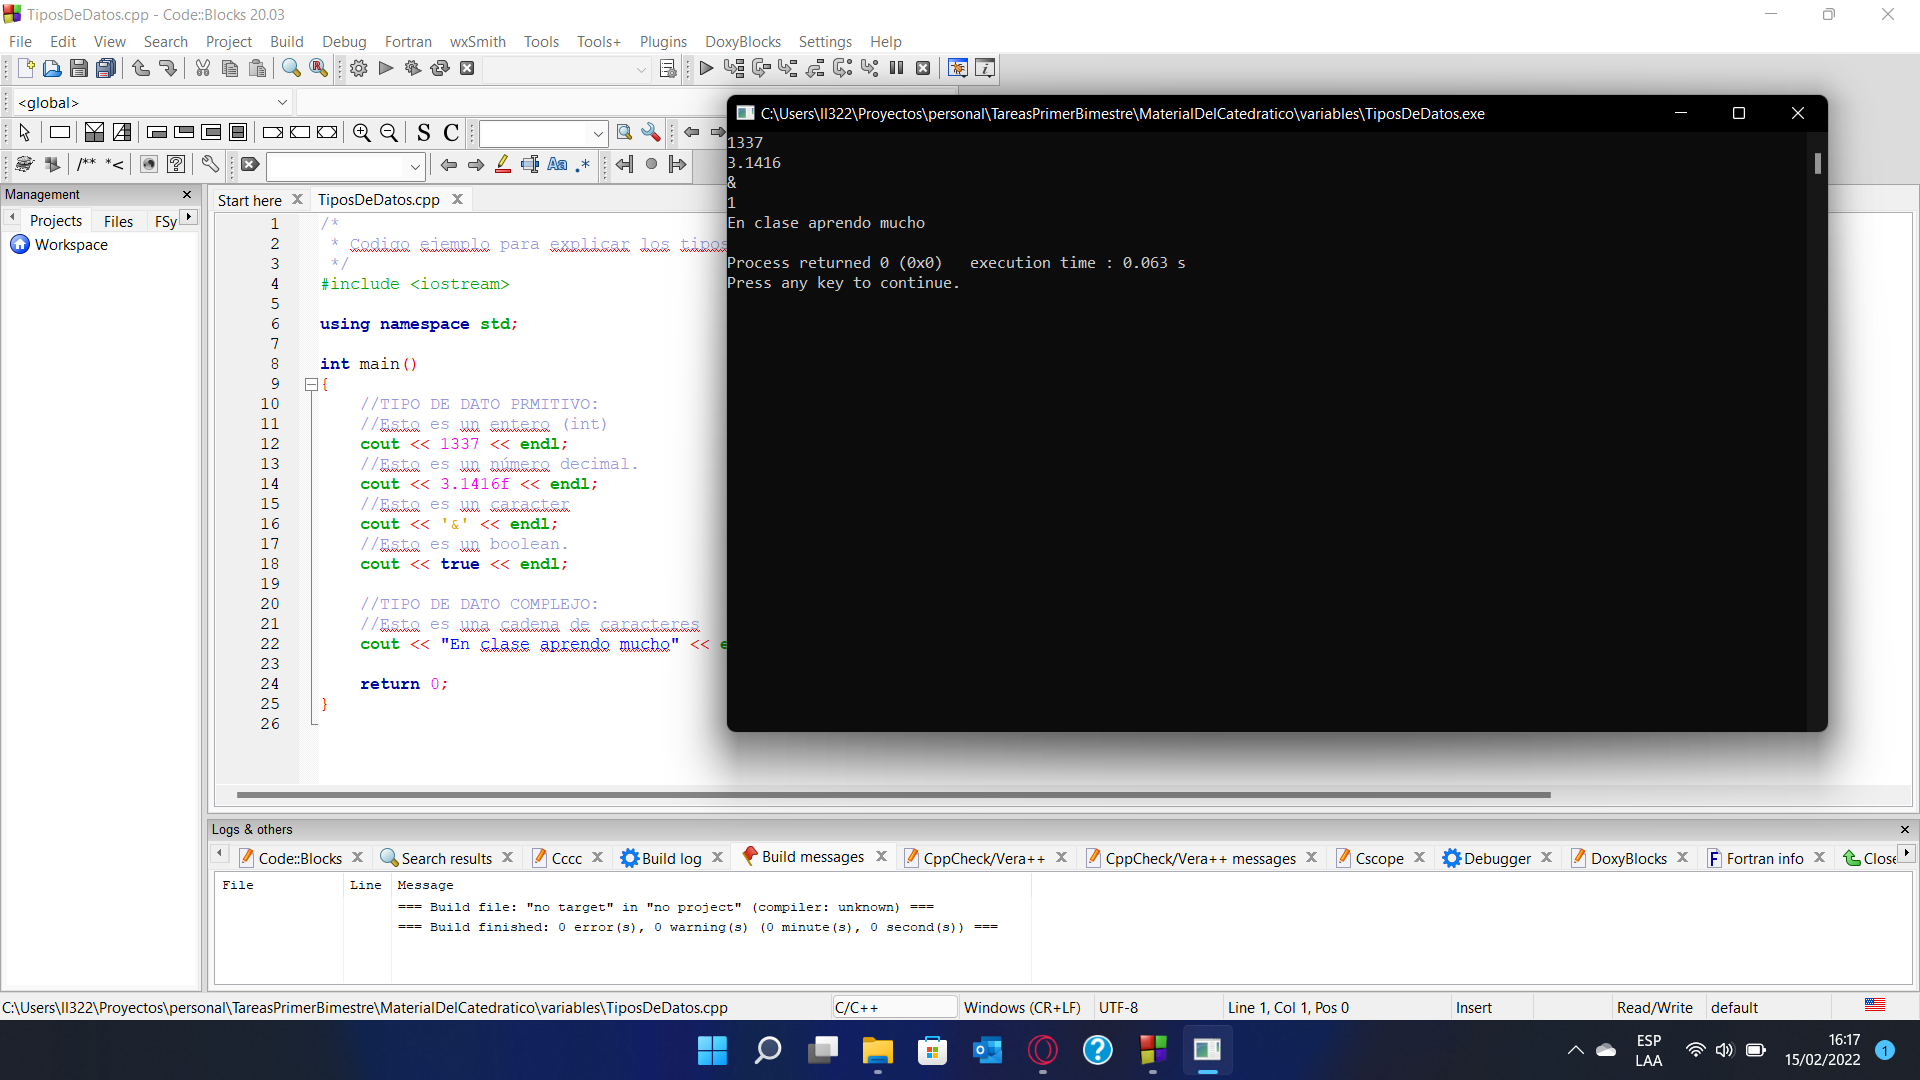 TiposDeDatos.cpp - Code::Blocks 20.03
File Edit View Search Project Build Debug Fortran wxSmith Tools Tools+ Plugins DoxyBlocks Settings Help
<global>
S C
/** *<
Aa .*
Management
Projects Files FSy
Workspace
Start here TiposDeDatos.cpp
1 /*
2 * Codigo ejemplo para explicar los tipos
3 */
4 #include <iostream>
5
6 using namespace std;
7
8 int main()
9 {
10 //TIPO DE DATO PRMITIVO:
11 //Esto es un entero (int)
12 cout << 1337 << endl;
13 //Esto es un número decimal.
14 cout << 3.1416f << endl;
15 //Esto es un caracter
16 cout << '&' << endl;
17 //Esto es un boolean.
18 cout << true << endl;
19
20 //TIPO DE DATO COMPLEJO:
21 //Esto es una cadena de caracteres
22 cout << "En clase aprendo mucho" << e
23
24 return 0;
25 }
26
C:\Users\ll322\Proyectos\personal\TareasPrimerBimestre\MaterialDelCatedratico\variables\TiposDeDatos.exe
1337
3.1416
&
1
En clase aprendo mucho
Process returned 0 (0x0) execution time : 0.063 s
Press any key to continue.
Logs & others
Code::Blocks Search results Cccc Build log Build messages CppCheck/Vera++ CppCheck/Vera++ messages Cscope Debugger DoxyBlocks Fortran info Close
File Line Message
=== Build file: "no target" in "no project" (compiler: unknown) ===
=== Build finished: 0 error(s), 0 warning(s) (0 minute(s), 0 second(s)) ===
C:\Users\ll322\Proyectos\personal\TareasPrimerBimestre\MaterialDelCatedratico\variables\TiposDeDatos.cpp C/C++ Windows (CR+LF) UTF-8 Line 1, Col 1, Pos 0 Insert Read/Write default
ESP
LAA
16:17
15/02/2022
1